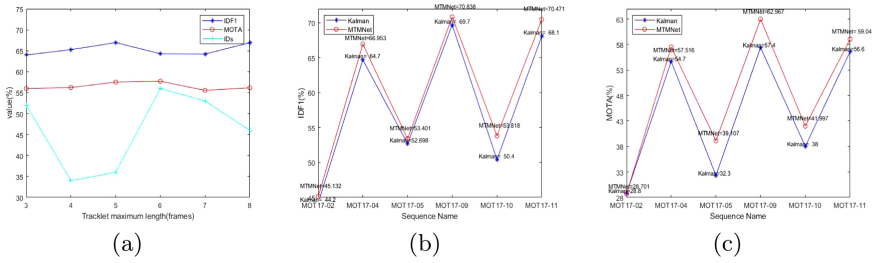 75
70
65
60
55
50
45
40
35
30
3
4
5
6
7
8
value(%)
Tracklet maximum length(frames)
IDF1
MOTA
IDs
(a)
70
65
60
55
50
45
IDF1(%)
Kalman
MTMNet
MTMNet=45.132
Kalman= 44.2
MTMNet=66.953
Kalman= 64.7
MTMNet=53.401
Kalman=52.698
MTMNet=70.838
Kalman= 69.7
MTMNet=53.818
Kalman= 50.4
MTMNet=70.471
Kalman= 68.1
MOT17-02
MOT17-04
MOT17-05
MOT17-09
MOT17-10
MOT17-11
Sequence Name
(b)
63
58
53
48
43
38
33
28
MOTA(%)
Kalman
MTMNet
MTMNet=28.701
Kalman=28.8
MTMNet=57.516
Kalman=54.7
MTMNet=39.107
Kalman=32.3
MTMNet=62.967
Kalman=57.4
MTMNet=41.997
Kalman= 38
MTMNet= 59.04
Kalman=56.6
MOT17-02
MOT17-04
MOT17-05
MOT17-09
MOT17-10
MOT17-11
Sequence Name
(c)